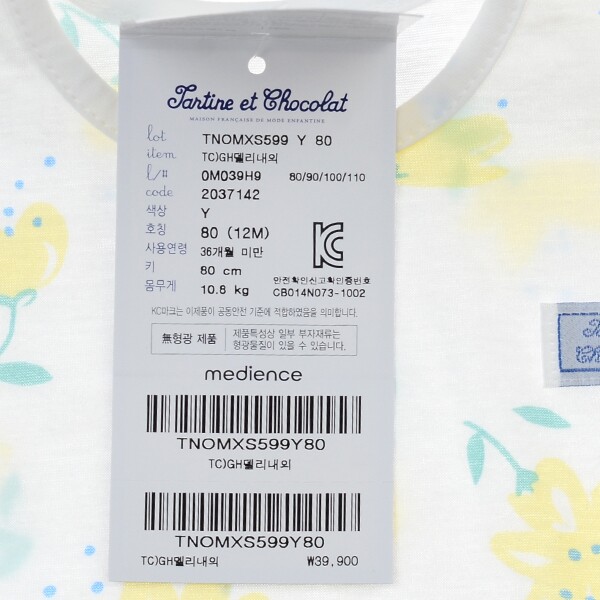 Tartine et Chocolat
MAISON FRANÇAISE DE MODE ENFANTINE
lot TNOMXS599 Y 80
item TC)GH델리내의
l/# 0M039H9 80/90/100/110
code 2037142
색상 Y
호칭 80 (12M)
사용연령 36개월 미만
키 80 cm
몸무게 10.8 kg
안전확인신고확인증번호
CB014N073-1002
KC마크는 이제품이 공통안전 기준에 적합하였음을 의미합니다.
無형광 제품
제품특성상 일부 부자재류는
형광물질이 있을 수 있습니다.
medience
TNOMXS599Y80
TC)GH델리내의
TNOMXS599Y80
TC)GH델리내의 ₩39,900